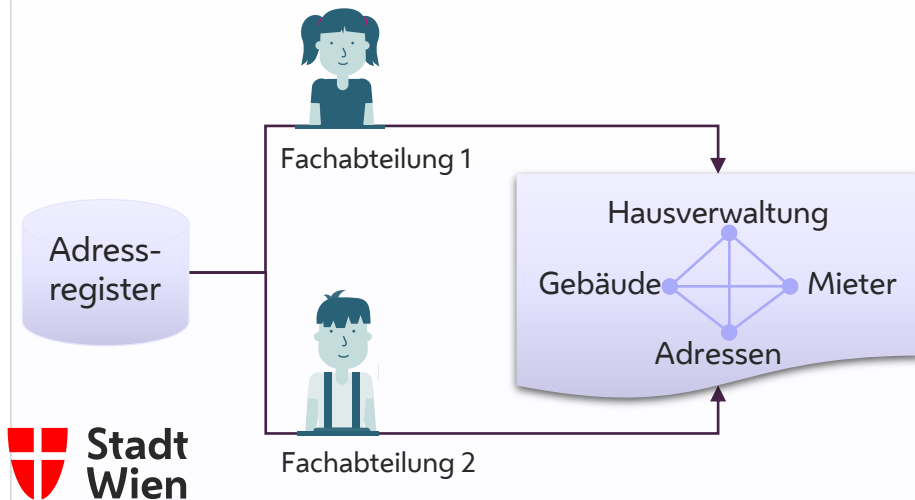 Fachabteilung 1
Adress-
register
Hausverwaltung
Gebäude Mieter
Adressen
Fachabteilung 2
Stadt
Wien